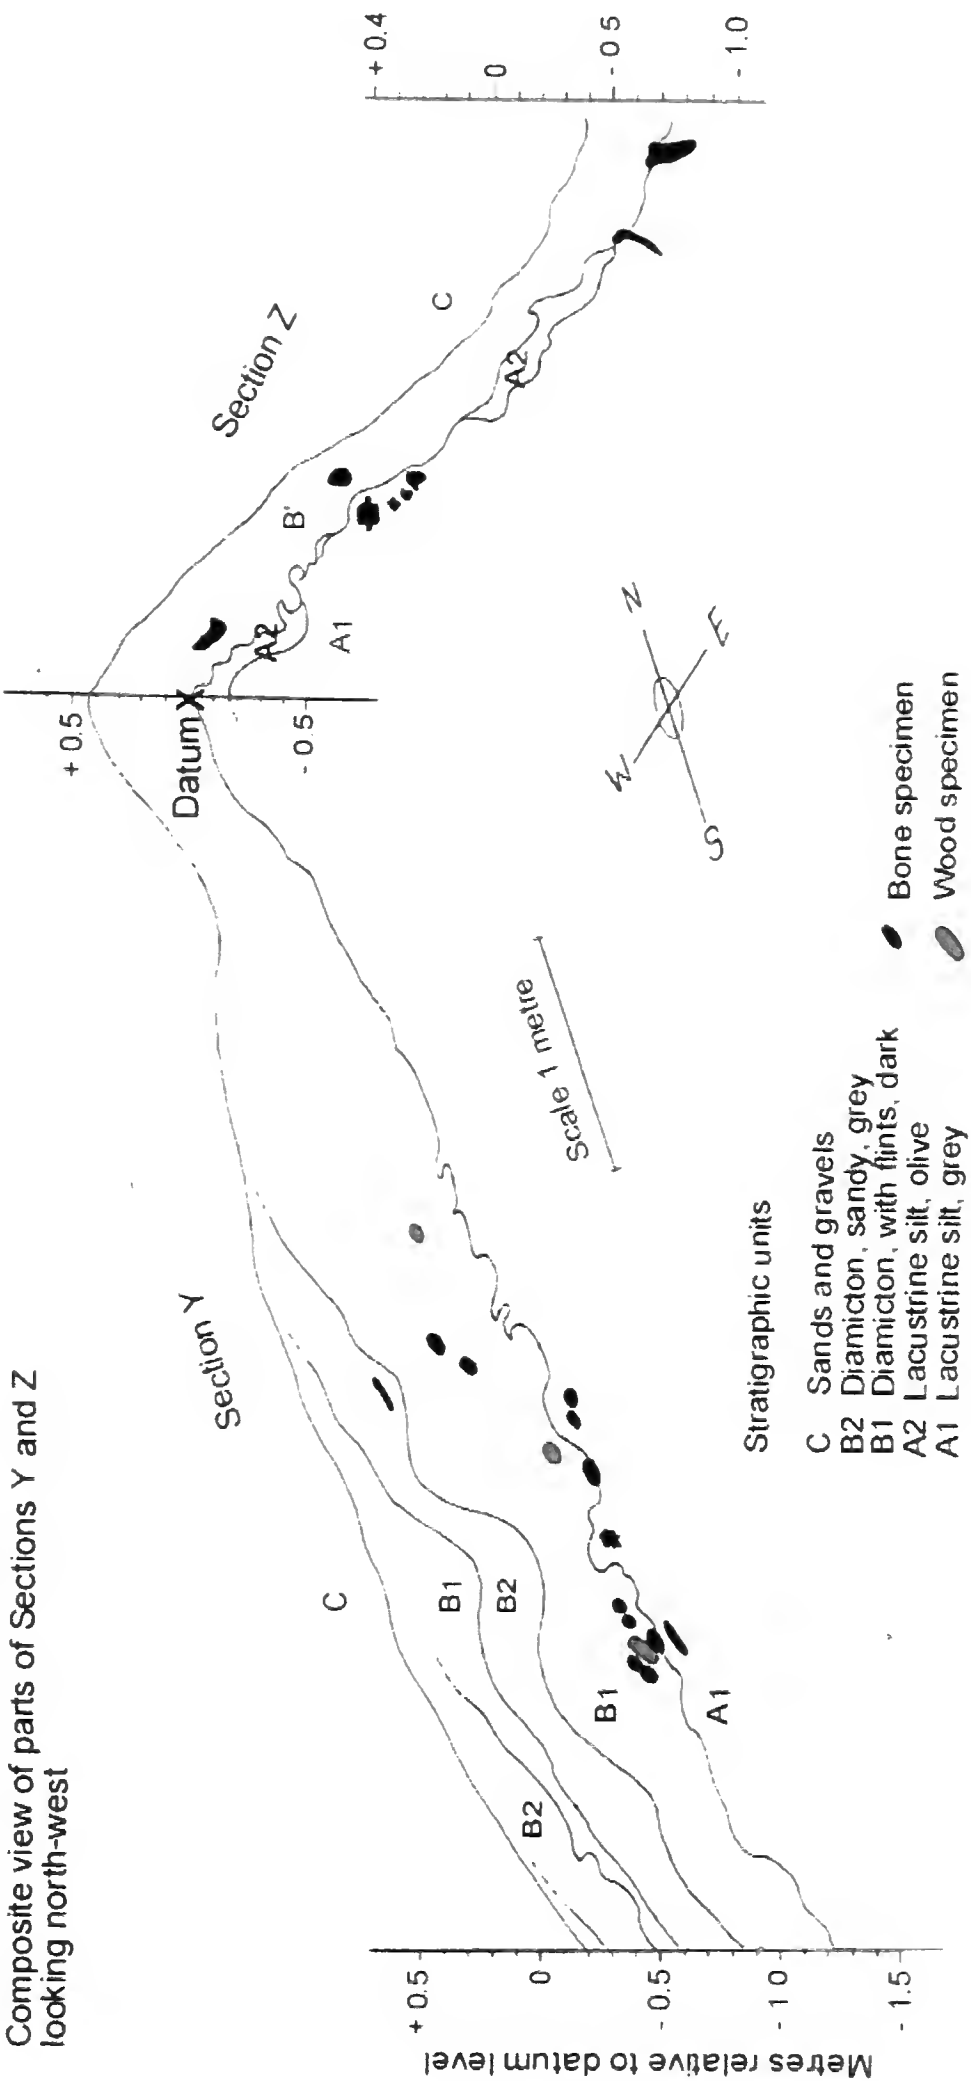 Composite view of parts of Sections Y and Z
looking north-west
Section Y
Section Z
+ 0.5
Datum X
- 0.5
+ 0.4
0
- 0 5
- 1.0
C
C
B'
A2
A2
A1
B1
B2
B2
B1
A1
+ 0.5
0
- 0.5
- 1 0
- 1.5
Metres relative to datum level
Scale 1 metre
N
E
S
W
Stratigraphic units
C Sands and gravels
B2 Diamicton, sandy, grey
B1 Diamicton, with flints, dark
A2 Lacustrine silt, olive
A1 Lacustrine silt, grey
Bone specimen
Wood specimen